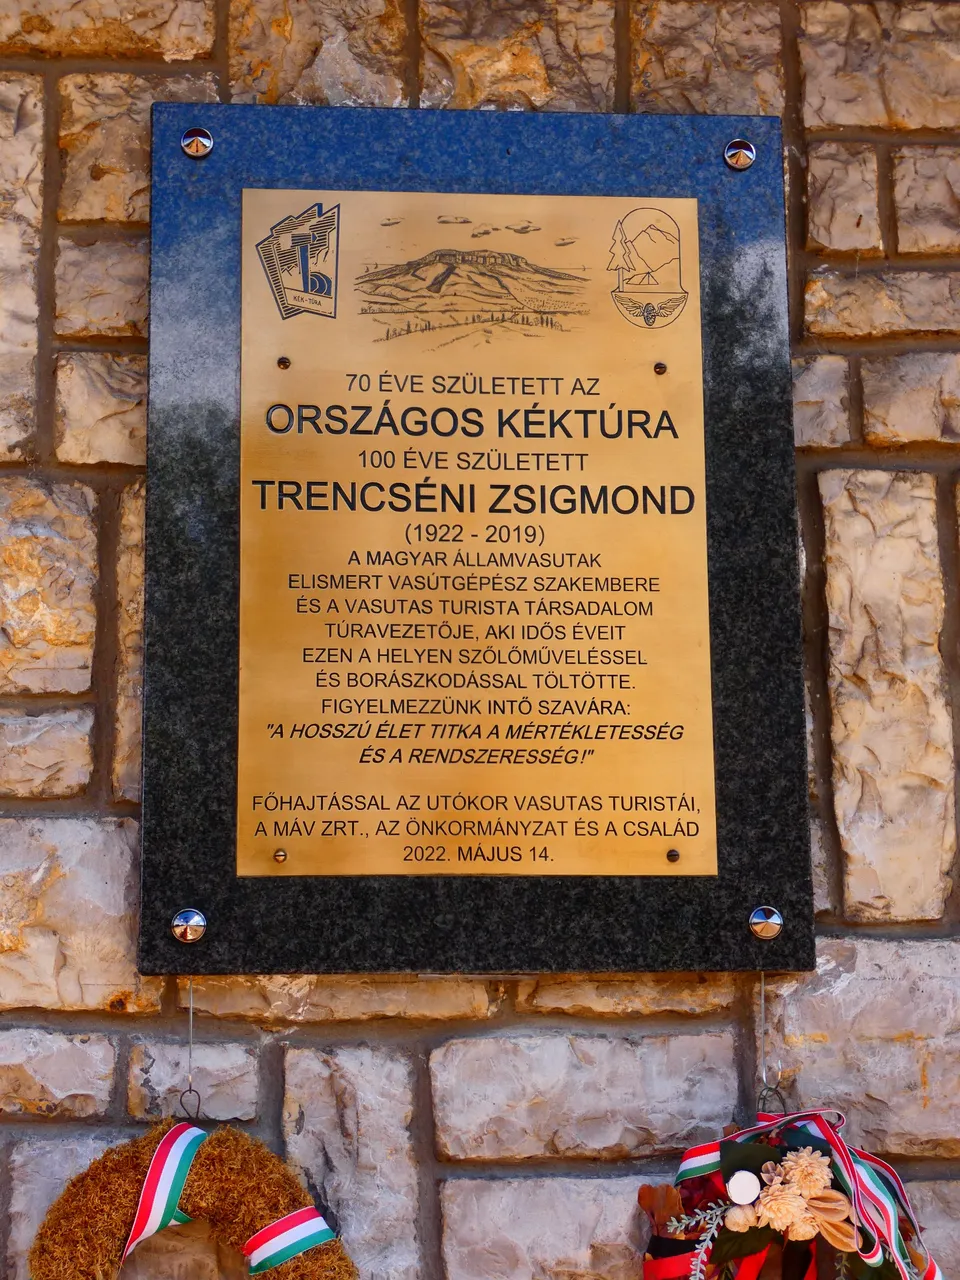 KÉK-TÚRA
70 ÉVE SZÜLETETT AZ
ORSZÁGOS KÉKTÚRA
100 ÉVE SZÜLETETT
TRENCSÉNI ZSIGMOND
(1922 - 2019)
A MAGYAR ÁLLAMVASUTAK
ELISMERT VASÚTGÉPÉSZ SZAKEMBERE
ÉS A VASUTAS TURISTA TÁRSADALOM
TÚRAVEZETŐJE, AKI IDŐS ÉVEIT
EZEN A HELYEN SZŐLŐMŰVELÉSSEL
ÉS BORÁSZKODÁSSAL TÖLTÖTTE.
FIGYELMEZZÜNK INTŐ SZAVÁRA:
"A HOSSZÚ ÉLET TITKA A MÉRTÉKLETESSÉG
ÉS A RENDSZERESSÉG!"
FŐHAJTÁSSAL AZ UTÓKOR VASUTAS TURISTÁI,
A MÁV ZRT., AZ ÖNKORMÁNYZAT ÉS A CSALÁD
2022. MÁJUS 14.